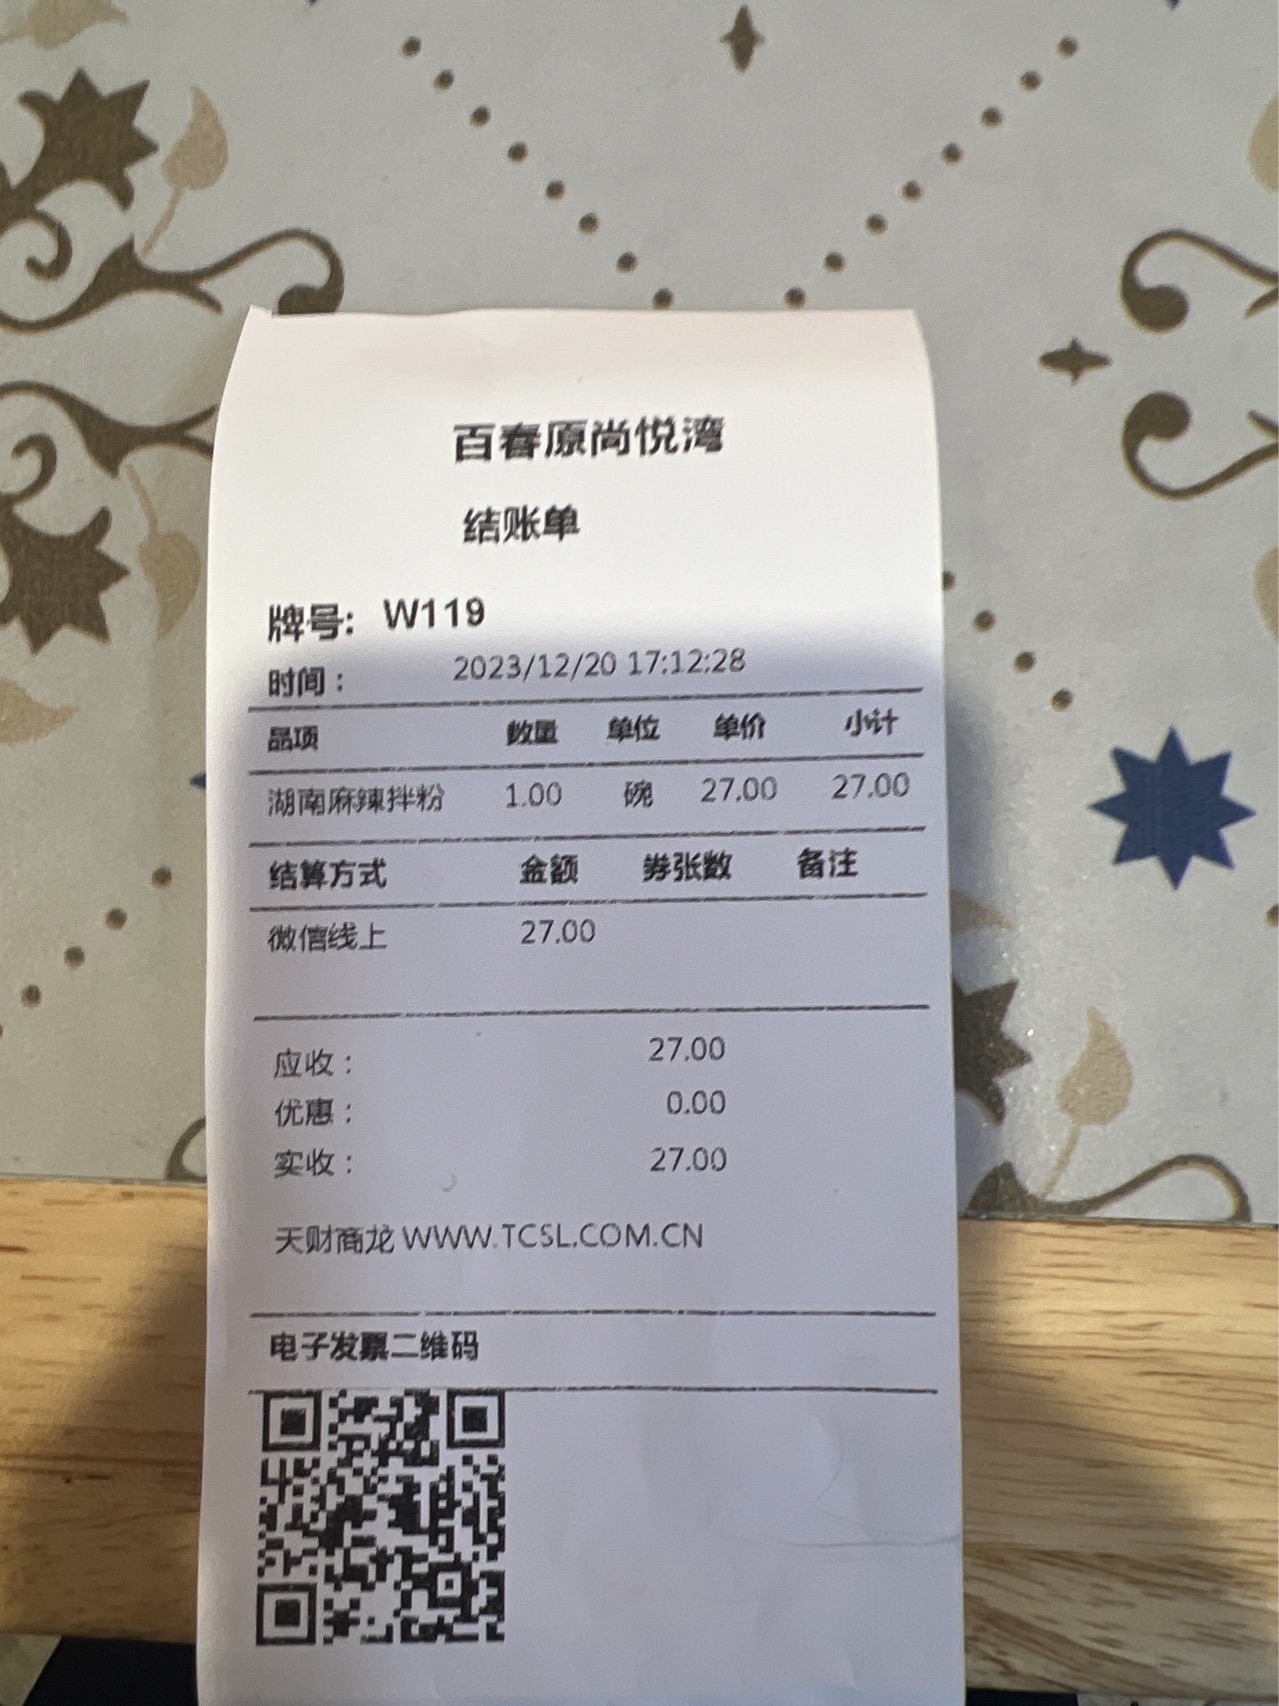 百春原尚悦湾
结账单
牌号: W119
时间： 2023/12/20 17:12:28
品项 数量 单位 单价 小计
湖南麻辣拌粉 1.00 碗 27.00 27.00
结算方式 金额 券张数 备注
微信线上 27.00
应收： 27.00
优惠： 0.00
实收： 27.00
天财商龙 WWW.TCSL.COM.CN
电子发票二维码